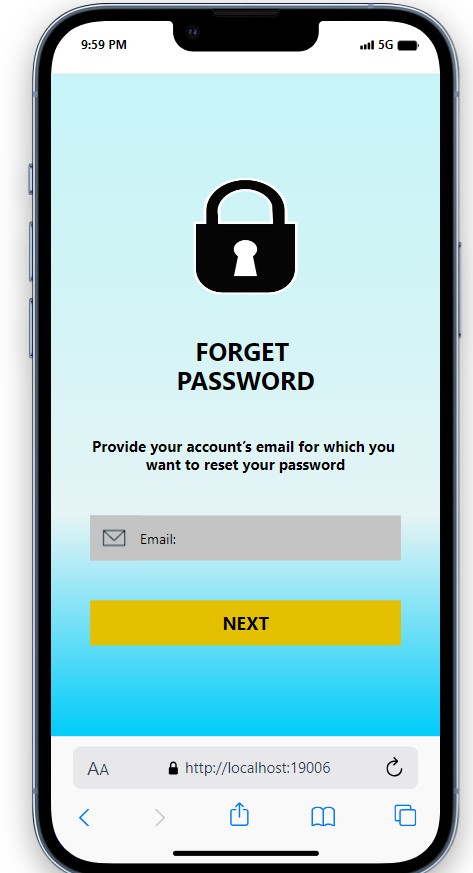 9:59 PM 5G
FORGET
PASSWORD
Provide your account's email for which you
want to reset your password
Email:
NEXT
AA http://localhost:19006